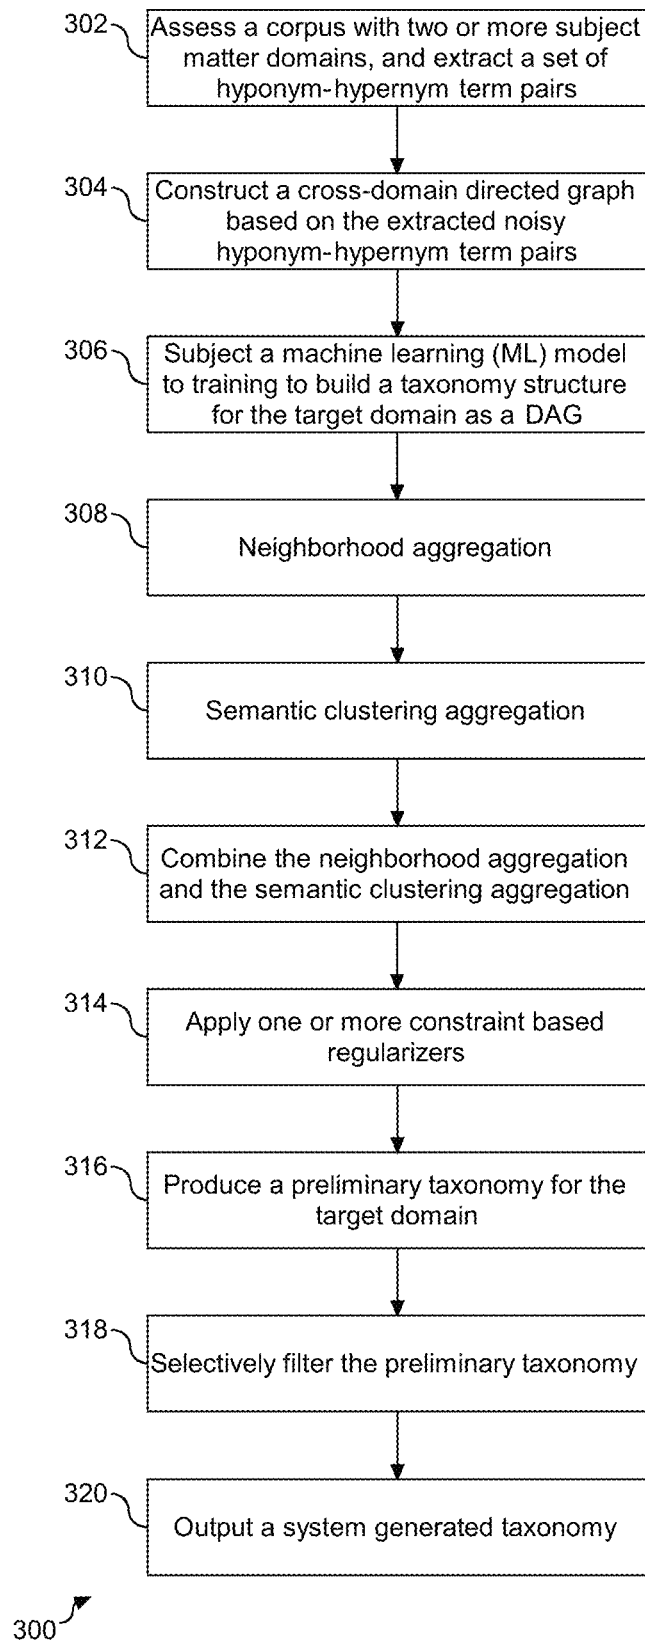 302
Assess a corpus with two or more subject
matter domains, and extract a set of
hyponym-hypernym term pairs
304
Construct a cross-domain directed graph
based on the extracted noisy
hyponym-hypernym term pairs
306
Subject a machine learning (ML) model
to training to build a taxonomy structure
for the target domain as a DAG
308
Neighborhood aggregation
310
Semantic clustering aggregation
312
Combine the neighborhood aggregation
and the semantic clustering aggregation
314
Apply one or more constraint based
regularizers
316
Produce a preliminary taxonomy for the
target domain
318
Selectively filter the preliminary taxonomy
320
Output a system generated taxonomy
300